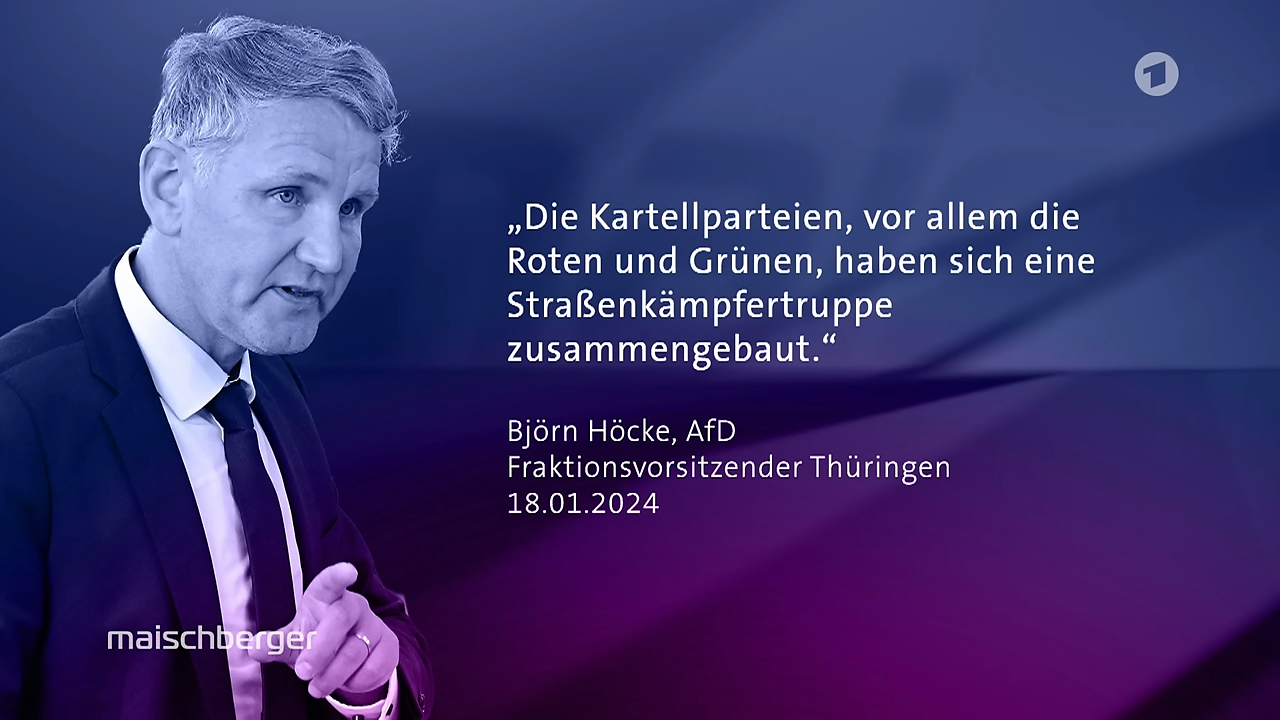 „Die Kartellparteien, vor allem die
Roten und Grünen, haben sich eine
Straßenkämpfertruppe
zusammengebaut.“
Björn Höcke, AfD
Fraktionsvorsitzender Thüringen
18.01.2024
maischberger
1